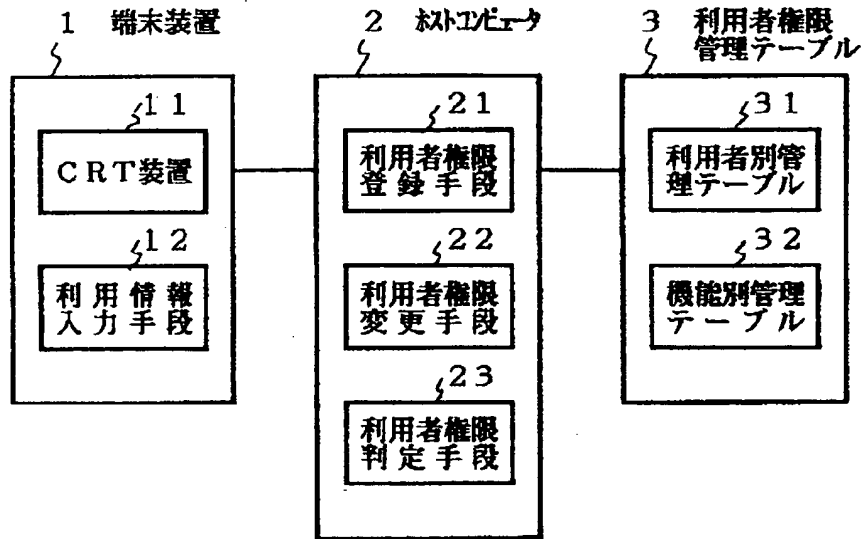 1 端末装置
2 ホストコンピュータ
3 利用者権限
管理テーブル
11
CRT装置
12
利用情報
入力手段
21
利用者権限
登録手段
22
利用者権限
変更手段
23
利用者権限
判定手段
31
利用者別管
理テーブル
32
機能別管理
テーブル